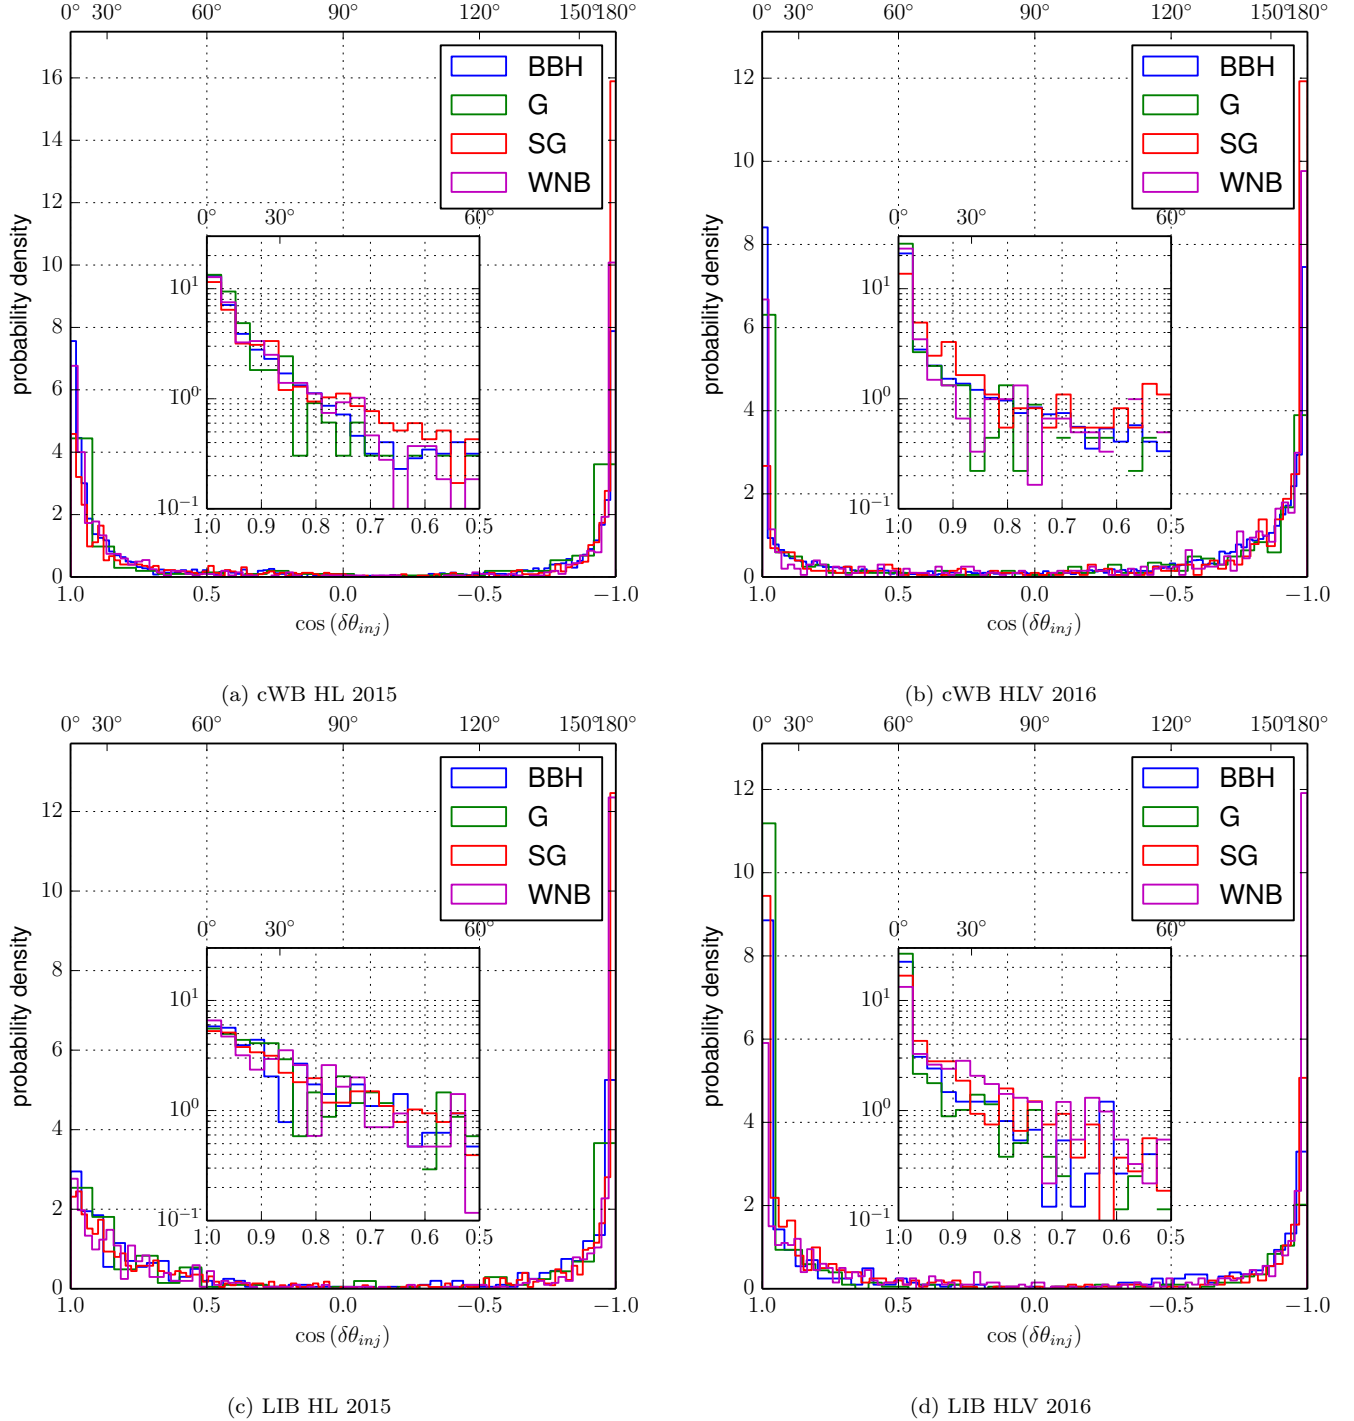 0° 30° 60° 90° 120° 150° 180°
16
14
12
10
8
6
4
2
0
probability density
BBH
G
SG
WNB
0° 30° 60°
10^1
10^0
10^−1
1.0 0.9 0.8 0.7 0.6 0.5
1.0 0.5 0.0 −0.5 −1.0
cos (δθ_inj)
(a) cWB HL 2015
0° 30° 60° 90° 120° 150° 180°
12
10
8
6
4
2
0
probability density
BBH
G
SG
WNB
0° 30° 60°
10^1
10^0
10^−1
1.0 0.9 0.8 0.7 0.6 0.5
1.0 0.5 0.0 −0.5 −1.0
cos (δθ_inj)
(b) cWB HLV 2016
0° 30° 60° 90° 120° 150° 180°
12
10
8
6
4
2
0
probability density
BBH
G
SG
WNB
0° 30° 60°
10^1
10^0
10^−1
1.0 0.9 0.8 0.7 0.6 0.5
1.0 0.5 0.0 −0.5 −1.0
cos (δθ_inj)
(c) LIB HL 2015
0° 30° 60° 90° 120° 150° 180°
12
10
8
6
4
2
0
probability density
BBH
G
SG
WNB
0° 30° 60°
10^1
10^0
10^−1
1.0 0.9 0.8 0.7 0.6 0.5
1.0 0.5 0.0 −0.5 −1.0
cos (δθ_inj)
(d) LIB HLV 2016